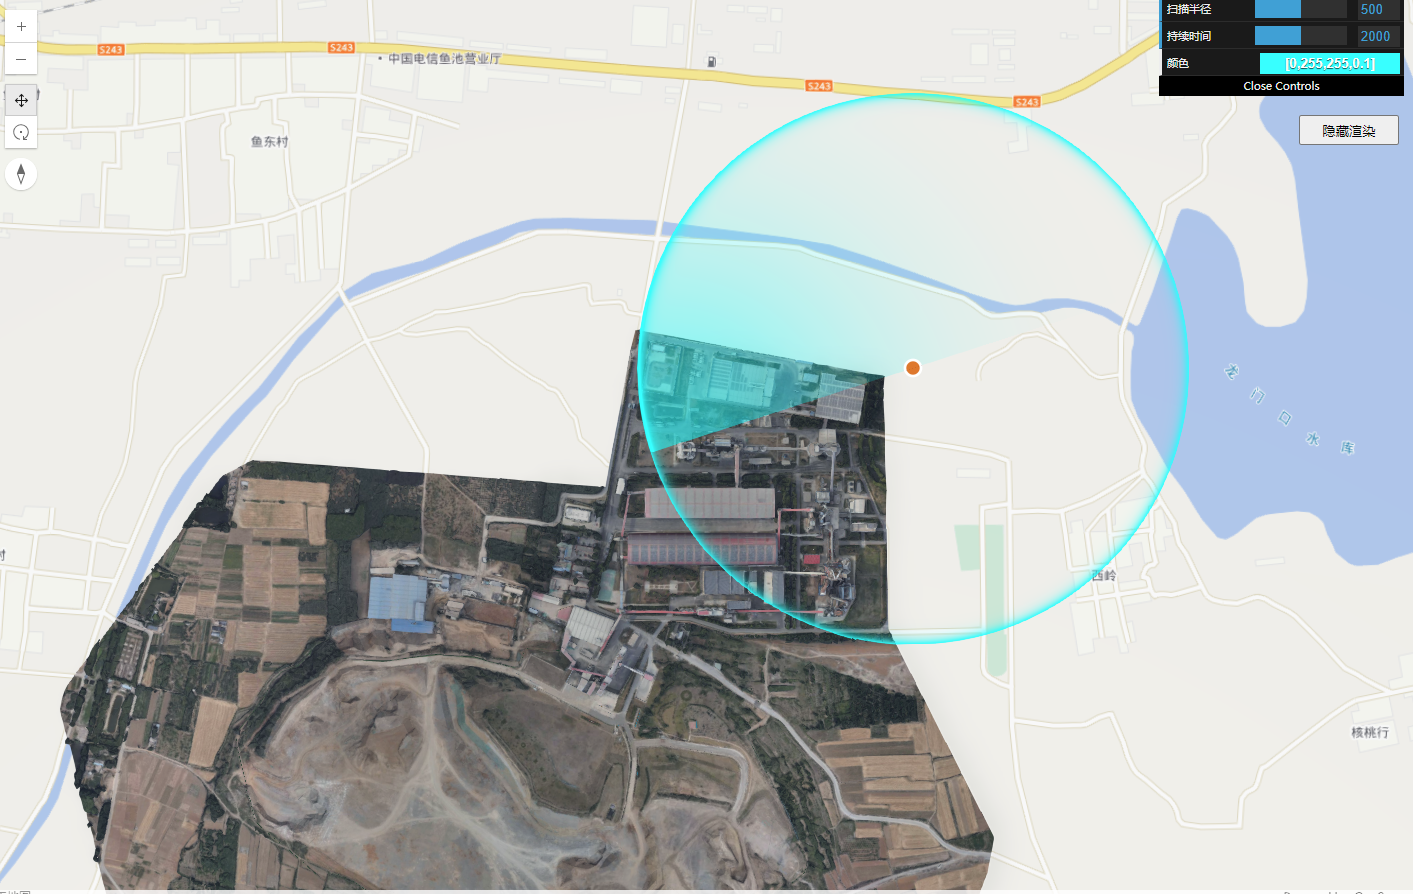 扫描半径 500
持续时间 2000
颜色 [0,255,255,0.1]
Close Controls
隐藏渲染
S243
S243
中国电信鱼池营业厅
S243
S243
鱼东村
老门口水库
西岭
核桃行
村